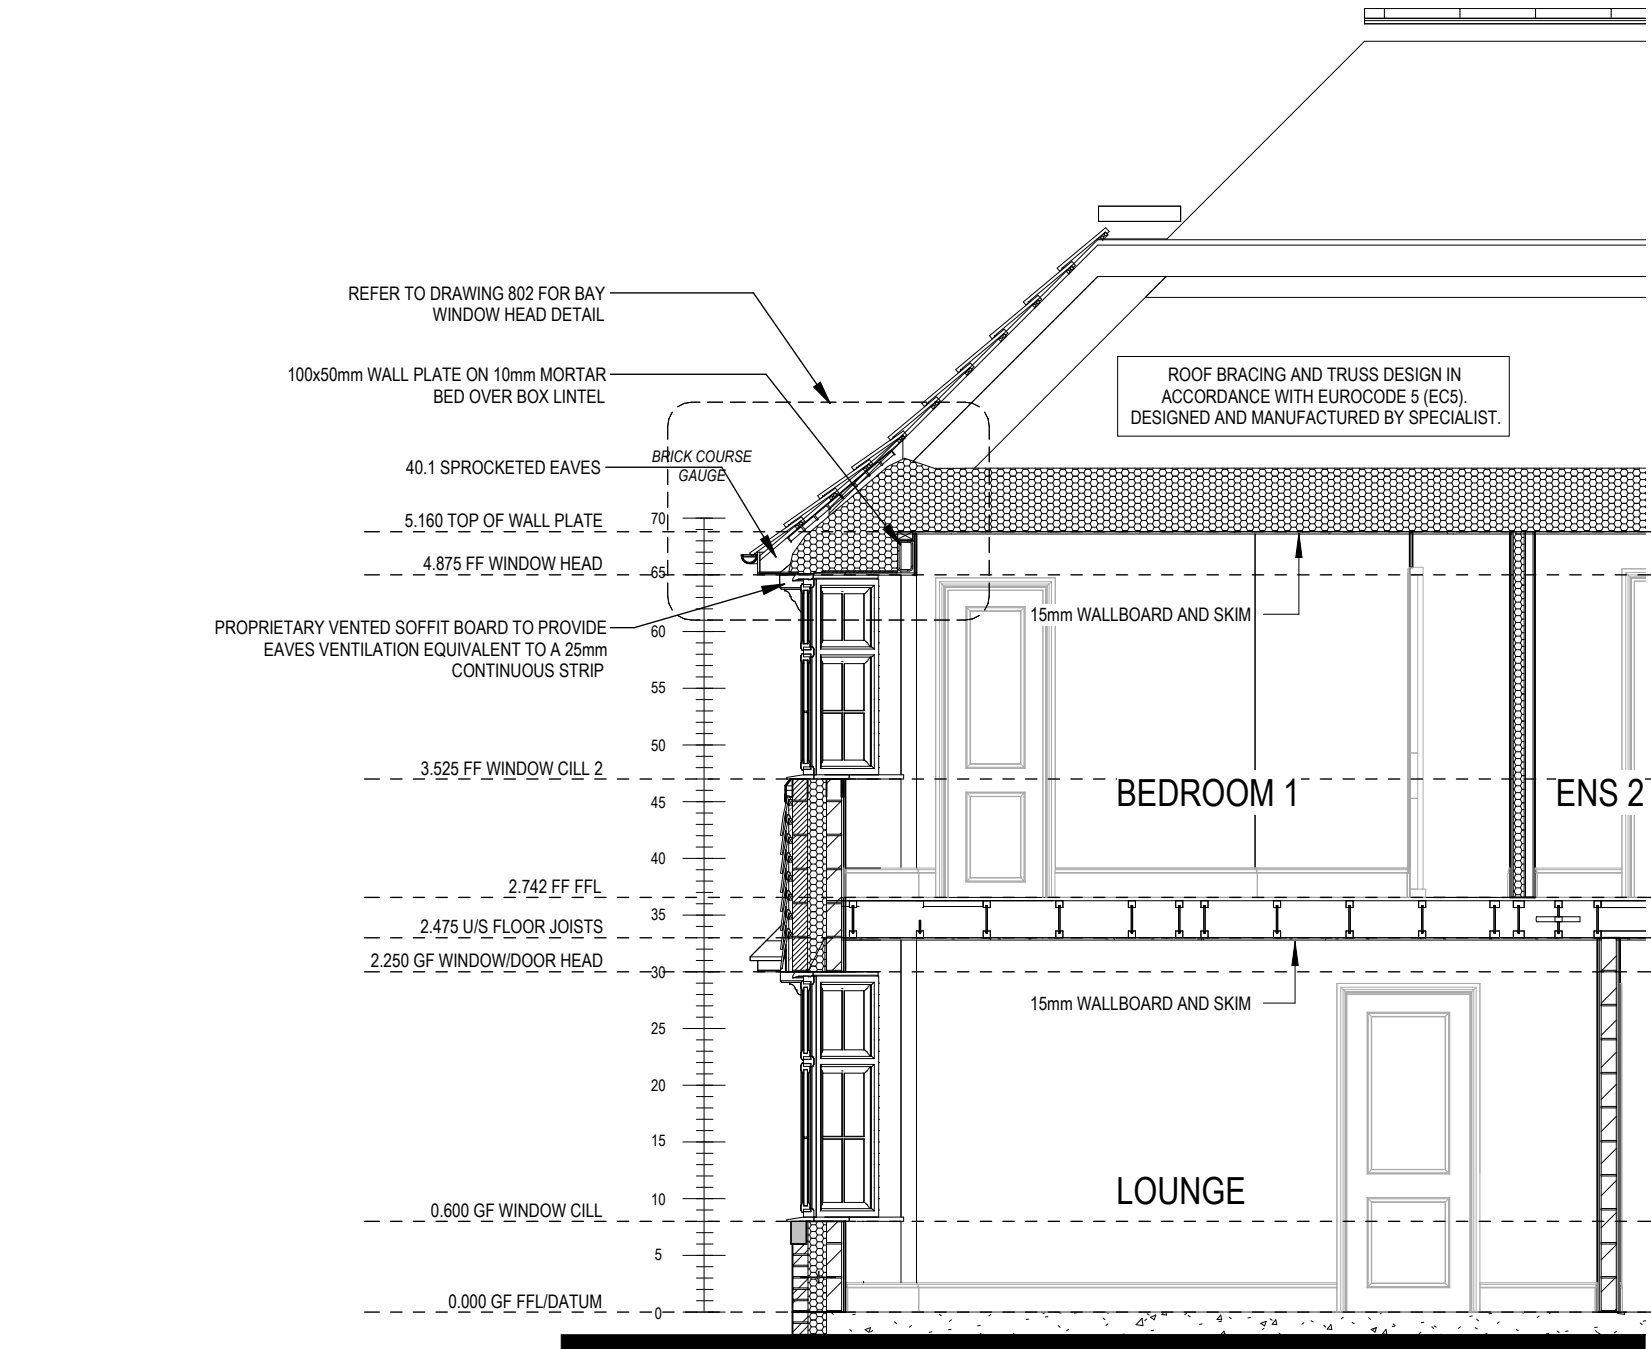 REFER TO DRAWING 802 FOR BAY
WINDOW HEAD DETAIL
100x50mm WALL PLATE ON 10mm MORTAR
BED OVER BOX LINTEL
ROOF BRACING AND TRUSS DESIGN IN
ACCORDANCE WITH EUROCODE 5 (EC5).
DESIGNED AND MANUFACTURED BY SPECIALIST.
BRICK COURSE
GAUGE
40.1 SPROCKETED EAVES
5.160 TOP OF WALL PLATE
70
4.875 FF WINDOW HEAD
65
15mm WALLBOARD AND SKIM
PROPRIETARY VENTED SOFFIT BOARD TO PROVIDE
EAVES VENTILATION EQUIVALENT TO A 25mm
CONTINUOUS STRIP
60
55
50
3.525 FF WINDOW CILL 2
BEDROOM 1
ENS 2
45
40
2.742 FF FFL
35
2.475 U/S FLOOR JOISTS
2.250 GF WINDOW/DOOR HEAD
30
15mm WALLBOARD AND SKIM
25
20
15
LOUNGE
10
0.600 GF WINDOW CILL
5
0.000 GF FFL/DATUM
0